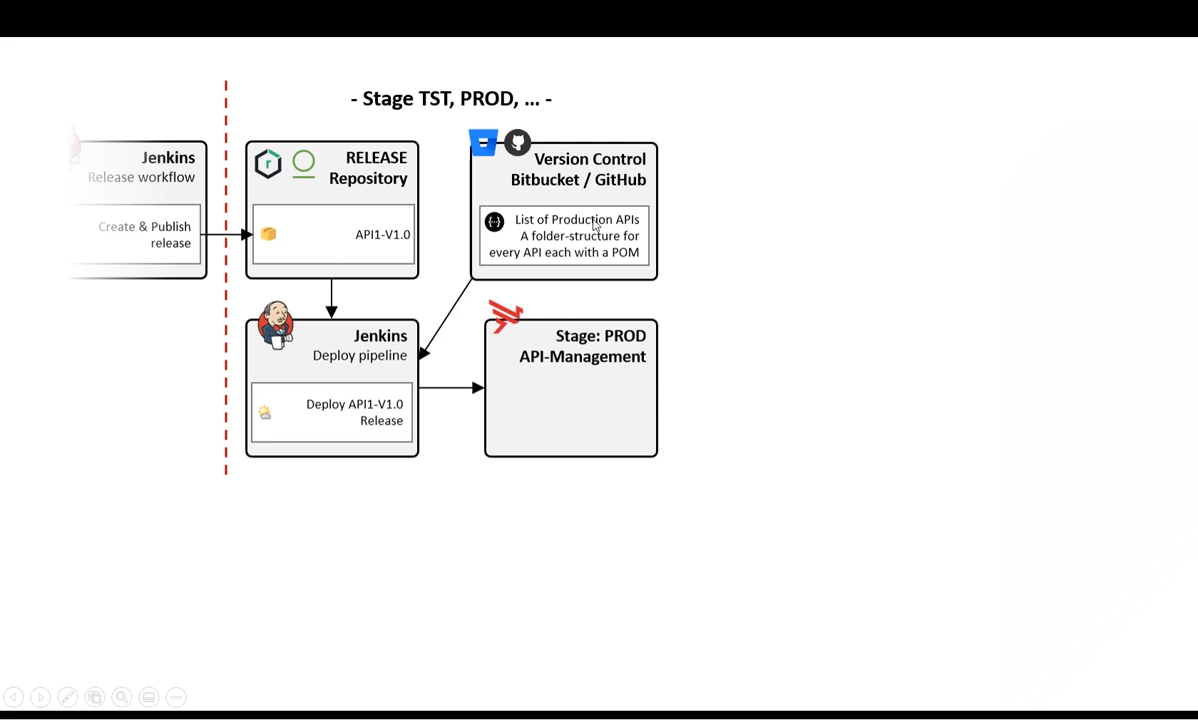 - Stage TST, PROD, ... -
Jenkins
Release workflow
Create & Publish
release
RELEASE
Repository
API1-V1.0
Version Control
Bitbucket / GitHub
List of Production APIs
A folder-structure for
every API each with a POM
Jenkins
Deploy pipeline
Deploy API1-V1.0
Release
Stage: PROD
API-Management